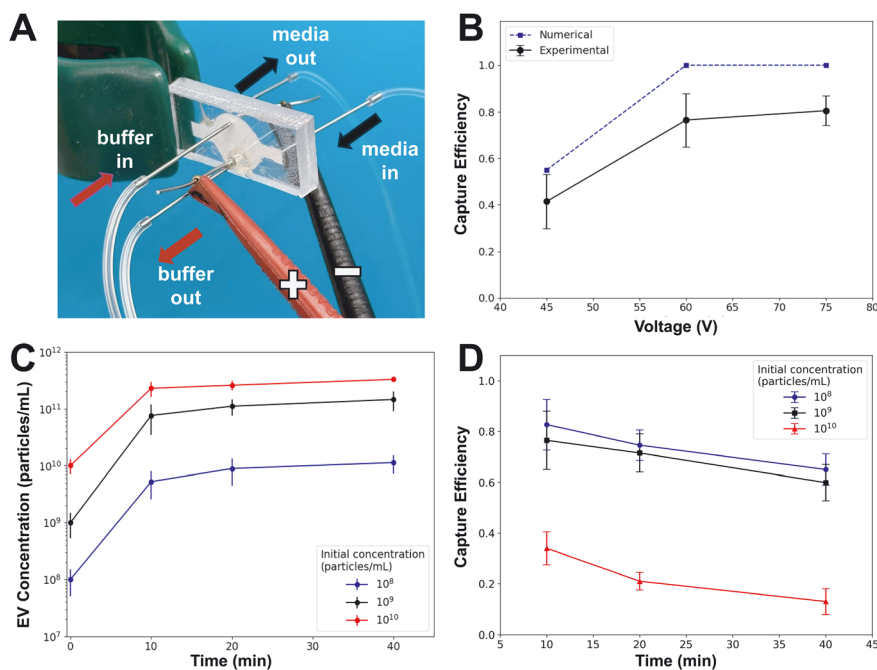 A
media
out
buffer
in
media
in
buffer
out
+
−
B
Numerical
Experimental
Capture Efficiency
1.0
0.8
0.6
0.4
0.2
0.0
40 45 50 55 60 65 70 75 80
Voltage (V)
C
EV Concentration (particles/mL)
10¹²
10¹¹
10¹⁰
10⁹
10⁸
10⁷
Initial concentration
(particles/mL)
10⁸
10⁹
10¹⁰
0 10 20 30 40
Time (min)
D
Capture Efficiency
1.0
0.8
0.6
0.4
0.2
0.0
Initial concentration
(particles/mL)
10⁸
10⁹
10¹⁰
5 10 15 20 25 30 35 40 45
Time (min)